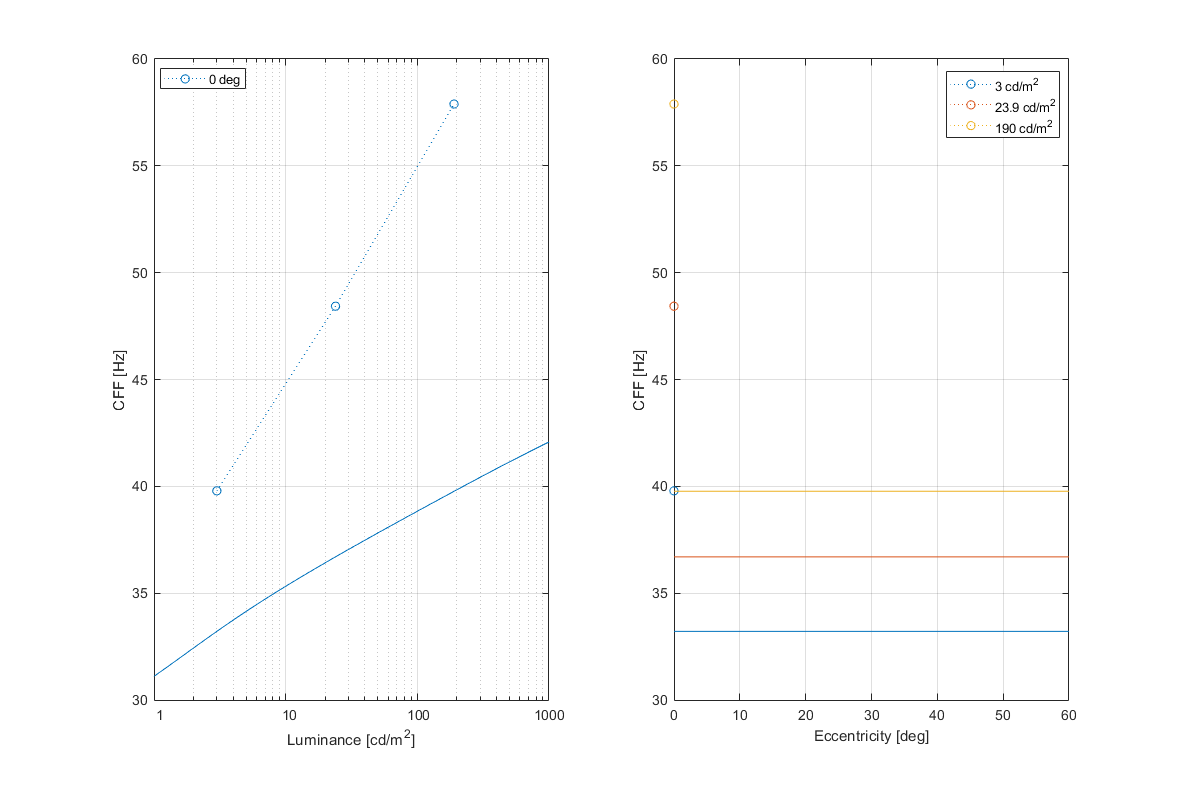 60
55
50
45
40
35
30
CFF [Hz]
0 deg
1 10 100 1000
Luminance [cd/m²]
60
55
50
45
40
35
30
CFF [Hz]
3 cd/m²
23.9 cd/m²
190 cd/m²
0 10 20 30 40 50 60
Eccentricity [deg]